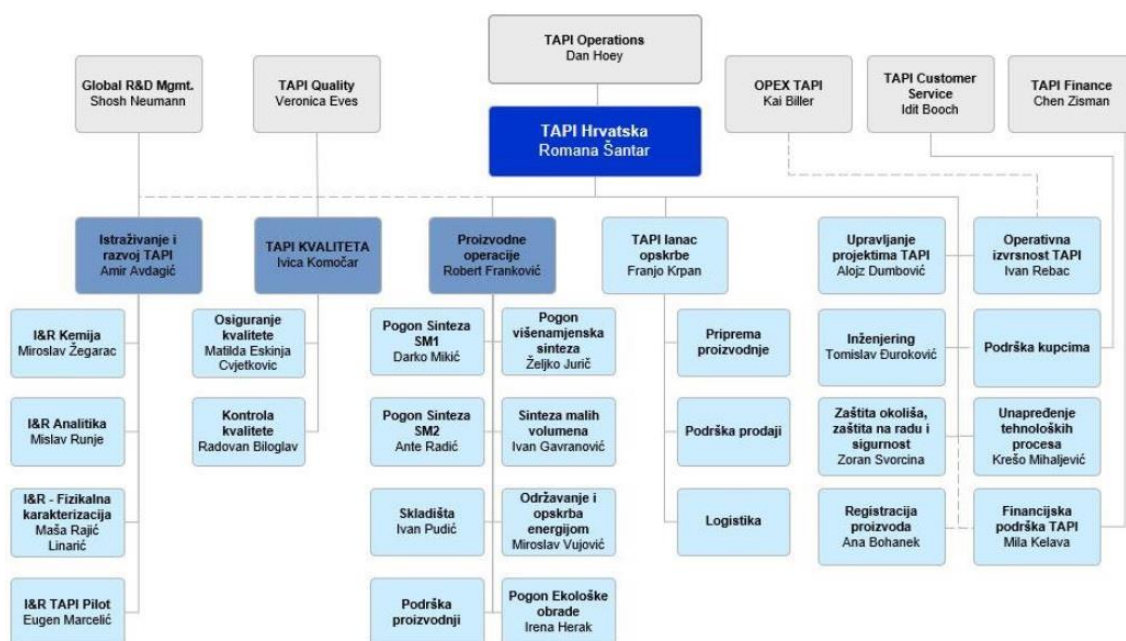 TAPI Operations
Dan Hoey
Global R&D Mgmt.
Shosh Neumann
TAPI Quality
Veronica Eves
OPEX TAPI
Kai Biller
TAPI Customer
Service
Idit Booch
TAPI Finance
Chen Zisman
TAPI Hrvatska
Romana Šantar
Istraživanje i
razvoj TAPI
Amir Avdagić
TAPI KVALITETA
Ivica Komočar
Proizvodne
operacije
Robert Franković
TAPI lanac
opskrbe
Franjo Krpan
Upravljanje
projektima TAPI
Alojz Dumbović
Operativna
izvrsnost TAPI
Ivan Rebac
I&R Kemija
Miroslav Žegarac
Osiguranje
kvalitete
Matilda Eskinja
Cvjetkovic
Pogon Sinteza
SM1
Darko Mikić
Pogon
višenamjenska
sinteza
Željko Jurič
Priprema
proizvodnje
Inženjering
Tomislav Đuroković
Podrška kupcima
I&R Analitika
Mislav Runje
Kontrola
kvalitete
Radovan Biloglav
Pogon Sinteza
SM2
Ante Radić
Sinteza malih
volumena
Ivan Gavranović
Podrška prodaji
Zaštita okoliša,
zaštita na radu i
sigurnost
Zoran Svorcina
Unapređenje
tehnoloških
procesa
Krešo Mihaljević
I&R - Fizikalna
karakterizacija
Maša Rajić
Linarić
Skladišta
Ivan Pudić
Održavanje i
opskrba
energijom
Miroslav Vujović
Logistika
Registracija
proizvoda
Ana Bohanek
Financijska
podrška TAPI
Mila Kelava
I&R TAPI Pilot
Eugen Marcelić
Podrška
proizvodnji
Pogon Ekološke
obrade
Irena Herak